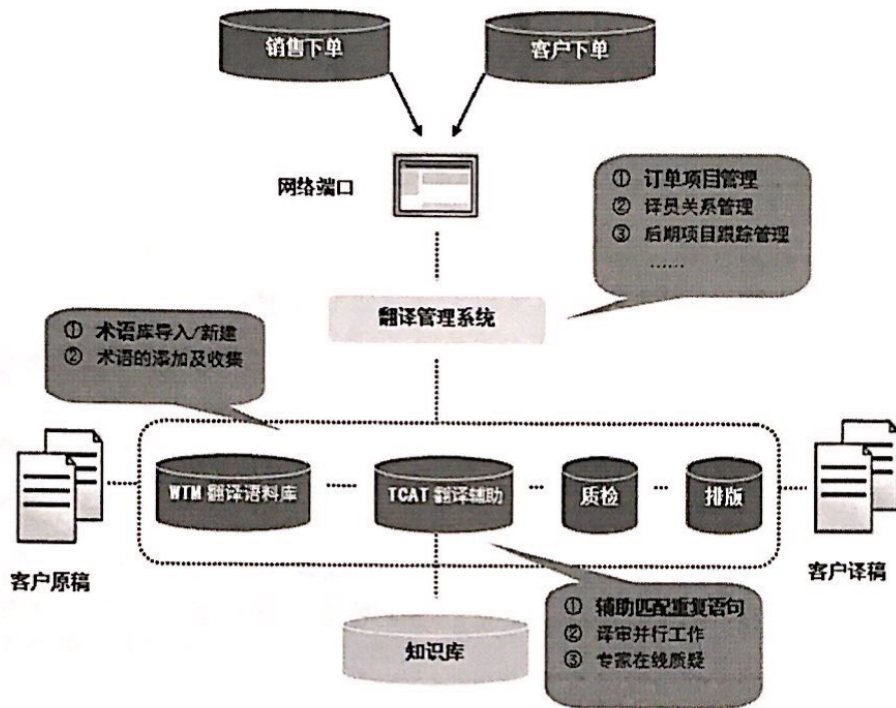 销售下单
客户下单
网络端口
① 订单项目管理
② 译员关系管理
③ 后期项目跟踪管理
……
翻译管理系统
① 术语库导入/新建
② 术语的添加及收集
WTM 翻译语料库
TCAT 翻译辅助
质检
排版
客户原稿
客户译稿
① 辅助匹配重复语句
② 译审并行工作
③ 专家在线质疑
知识库